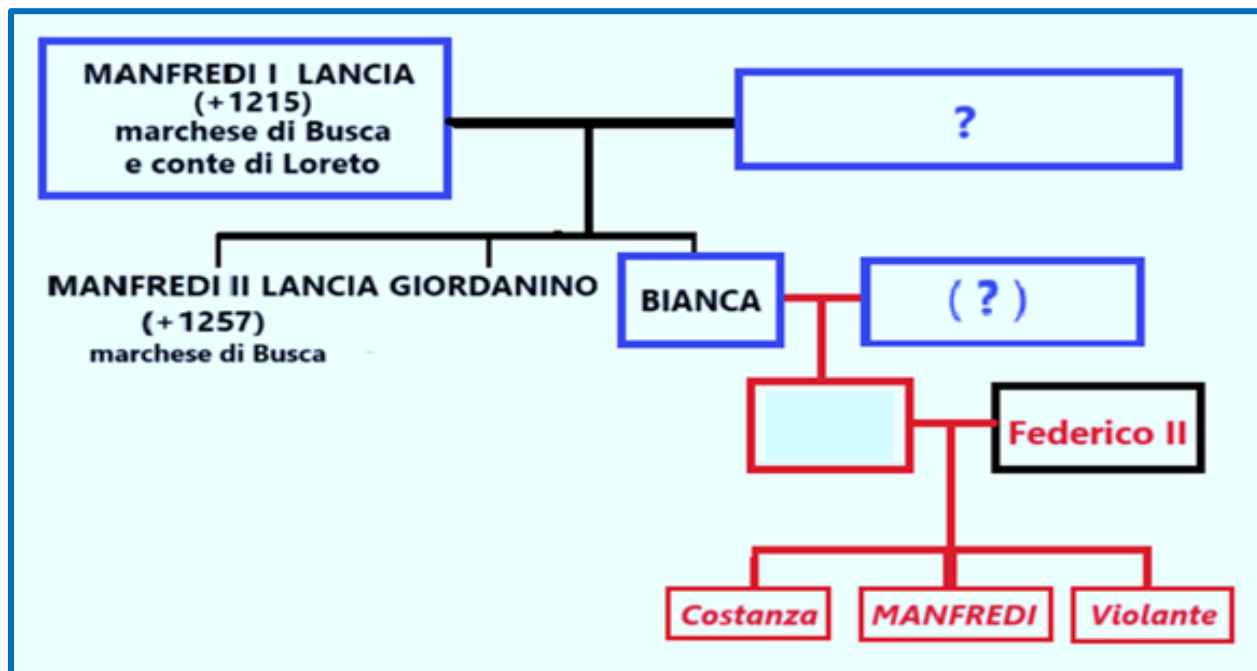 MANFREDI I LANCIA
(+1215)
marchese di Busca
e conte di Loreto
?
MANFREDI II LANCIA GIORDANINO
(+1257)
marchese di Busca
BIANCA
( ? )
Federico II
Costanza
MANFREDI
Violante